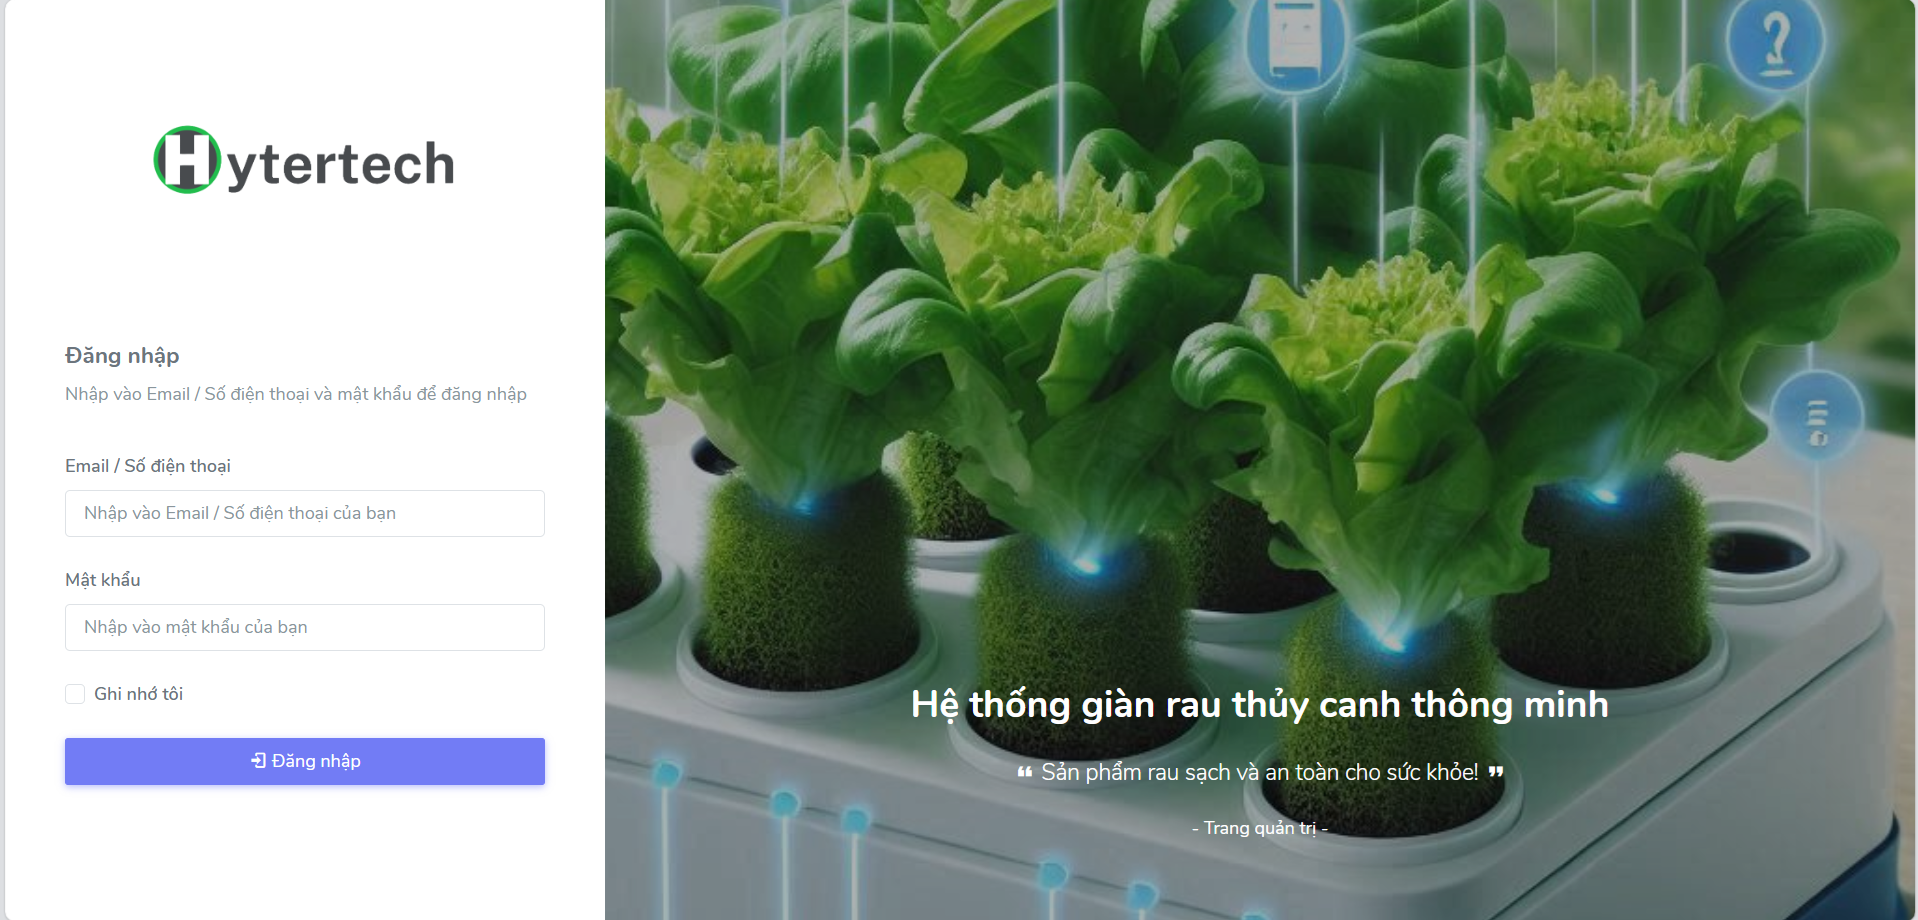 Hytertech
Đăng nhập
Nhập vào Email / Số điện thoại và mật khẩu để đăng nhập
Email / Số điện thoại
Nhập vào Email / Số điện thoại của bạn
Mật khẩu
Nhập vào mật khẩu của bạn
Ghi nhớ tôi
Đăng nhập
Hệ thống giàn rau thủy canh thông minh
❝ Sản phẩm rau sạch và an toàn cho sức khỏe! ❞
- Trang quản trị -